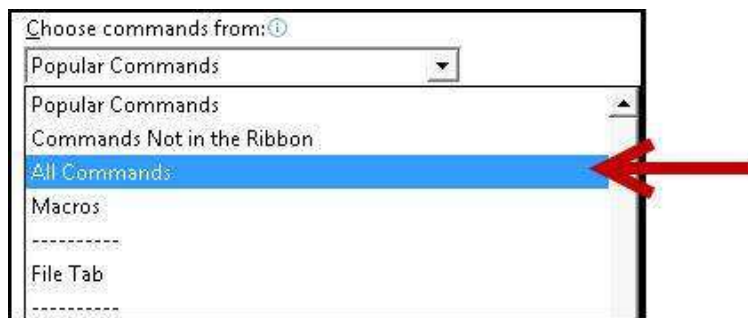 Choose commands from:
Popular Commands
Popular Commands
Commands Not in the Ribbon
All Commands
Macros
----------
File Tab
----------